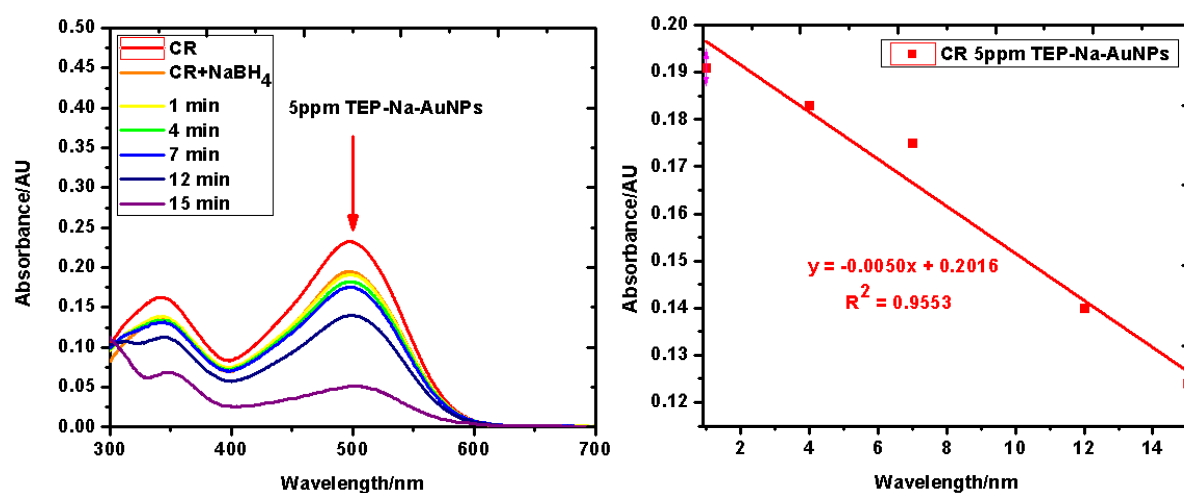 0.50
0.45
0.40
0.35
0.30
0.25
0.20
0.15
0.10
0.05
0.00
Absorbance/AU
CR
CR+NaBH4
1 min
4 min
7 min
12 min
15 min
5ppm TEP-Na-AuNPs
300 400 500 600 700
Wavelength/nm
0.20
0.19
0.18
0.17
0.16
0.15
0.14
0.13
0.12
Absorbance/AU
CR 5ppm TEP-Na-AuNPs
y = -0.0050x + 0.2016
R2 = 0.9553
2 4 6 8 10 12 14
Wavelength/nm